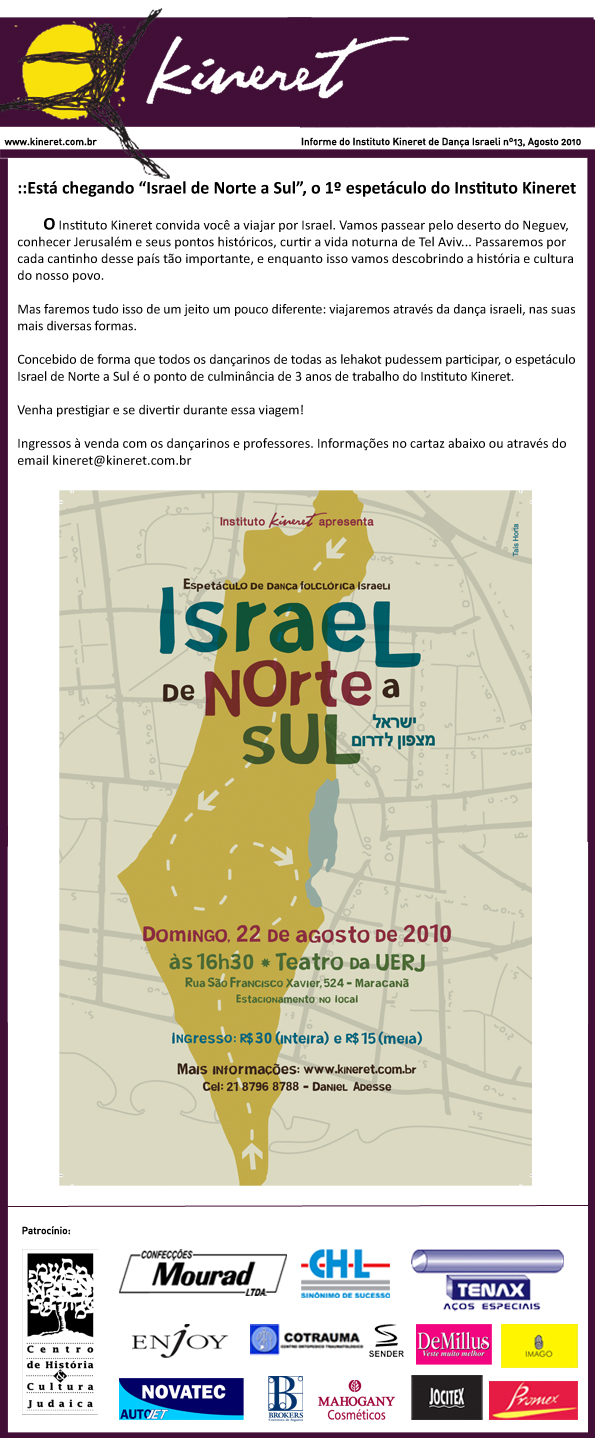 kineret
www.kineret.com.br
Informe do Instituto Kineret de Dança Israeli nº13, Agosto 2010
::Está chegando “Israel de Norte a Sul”, o 1º espetáculo do Instituto Kineret
O Instituto Kineret convida você a viajar por Israel. Vamos passear pelo deserto do Neguev,
conhecer Jerusalém e seus pontos históricos, curtir a vida noturna de Tel Aviv... Passaremos por
cada cantinho desse país tão importante, e enquanto isso vamos descobrindo a história e cultura
do nosso povo.
Mas faremos tudo isso de um jeito um pouco diferente: viajaremos através da dança israeli, nas suas
mais diversas formas.
Concebido de forma que todos os dançarinos de todas as lehakot pudessem participar, o espetáculo
Israel de Norte a Sul é o ponto de culminância de 3 anos de trabalho do Instituto Kineret.
Venha prestigiar e se divertir durante essa viagem!
Ingressos à venda com os dançarinos e professores. Informações no cartaz abaixo ou através do
email kineret@kineret.com.br
Instituto Kineret apresenta
Taís Horta
Espetáculo de dança folclórica israeli
Israel
de Norte a
Sul
ישראל
מצפון לדרום
Domingo, 22 de agosto de 2010
às 16h30 * Teatro da UERJ
Rua São Francisco Xavier, 524 - Maracanã
Estacionamento no local
Ingresso: R$30 (inteira) e R$15 (meia)
Mais informações: www.kineret.com.br
Cel: 21 8796 8788 - Daniel Adesse
Patrocínio:
Centro
de História
&
Cultura
Judaica
CONFECÇÕES
Mourad
LTDA.
CH-L
SINÔNIMO DE SUCESSO
TENAX
AÇOS ESPECIAIS
ENJOY
COTRAUMA
CENTRO ORTOPÉDICO TRAUMATOLÓGICO
SENDER
DeMillus
Veste muito melhor
IMAGO
NOVATEC
AUTOJET
B
BROKERS
MAHOGANY
Cosméticos
JOCITEX
Promex